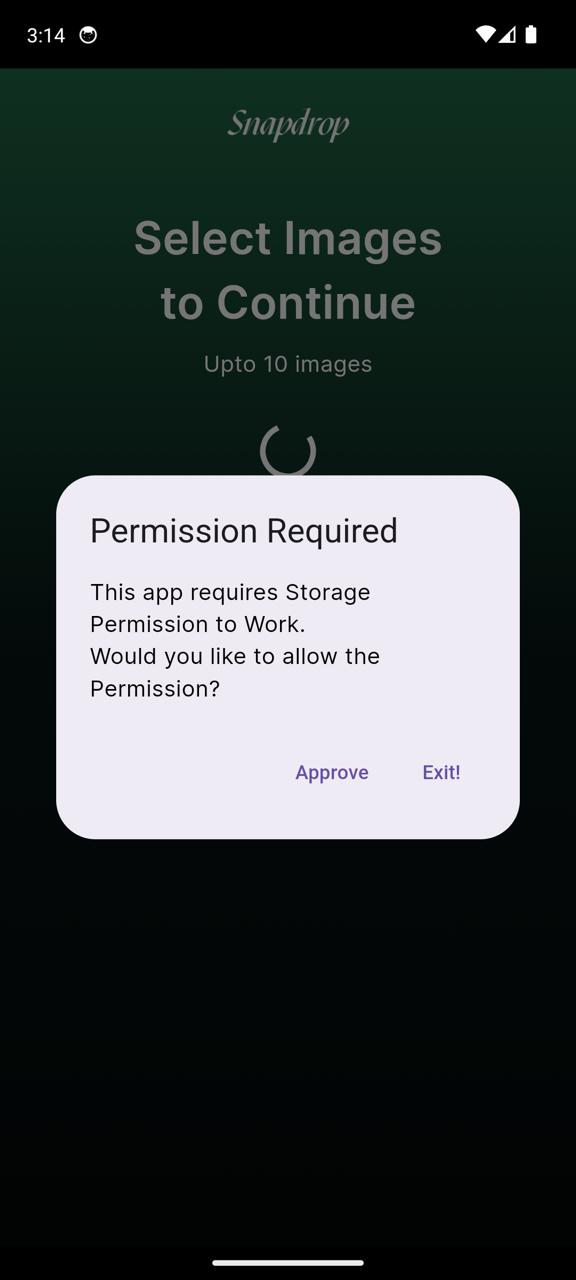 3:14
Snapdrop
Select Images
to Continue
Upto 10 images
Permission Required
This app requires Storage
Permission to Work.
Would you like to allow the
Permission?
Approve Exit!